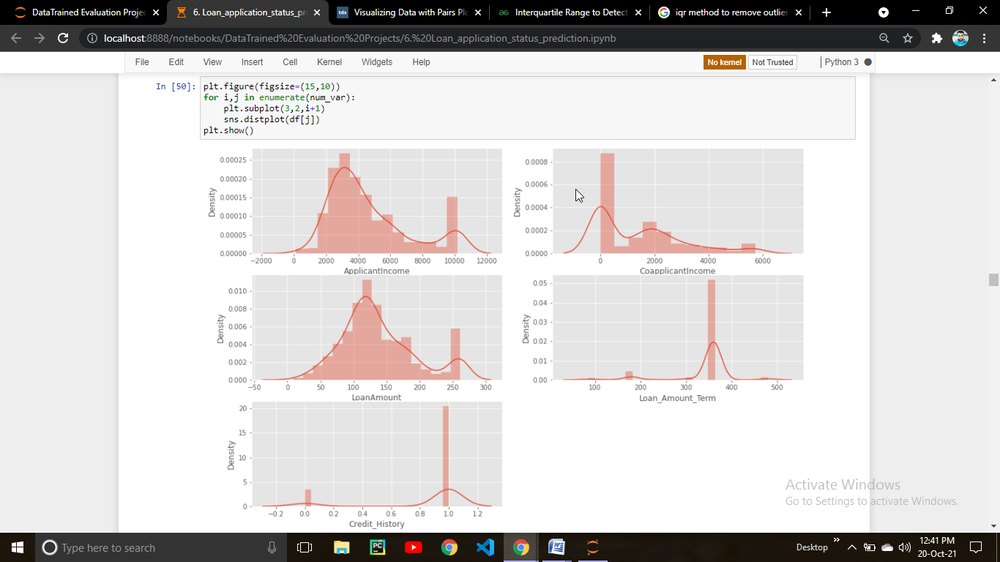 DataTrained Evaluation Projec
6. Loan_application_status_pr
Visualizing Data with Pairs Pl
Interquartile Range to Detect
iqr method to remove outlier
localhost:8888/notebooks/DataTrained%20Evaluation%20Projects/6.%20Loan_application_status_prediction.ipynb
File Edit View Insert Cell Kernel Widgets Help No kernel Not Trusted Python 3
In [50]: plt.figure(figsize=(15,10))
for i,j in enumerate(num_var):
    plt.subplot(3,2,i+1)
    sns.distplot(df[j])
plt.show()
0.00025
0.00020
0.00015
0.00010
0.00005
0.00000
Density
−2000 0 2000 4000 6000 8000 10000 12000
ApplicantIncome
0.0008
0.0006
0.0004
0.0002
0.0000
Density
0 2000 4000 6000
CoapplicantIncome
0.010
0.008
0.006
0.004
0.002
0.000
Density
−50 0 50 100 150 200 250 300
LoanAmount
0.05
0.04
0.03
0.02
0.01
0.00
Density
100 200 300 400 500
Loan_Amount_Term
20
15
10
5
0
Density
−0.2 0.0 0.2 0.4 0.6 0.8 1.0 1.2
Credit_History
Activate Windows
Go to Settings to activate Windows.
Type here to search
Desktop
12:41 PM
20-Oct-21